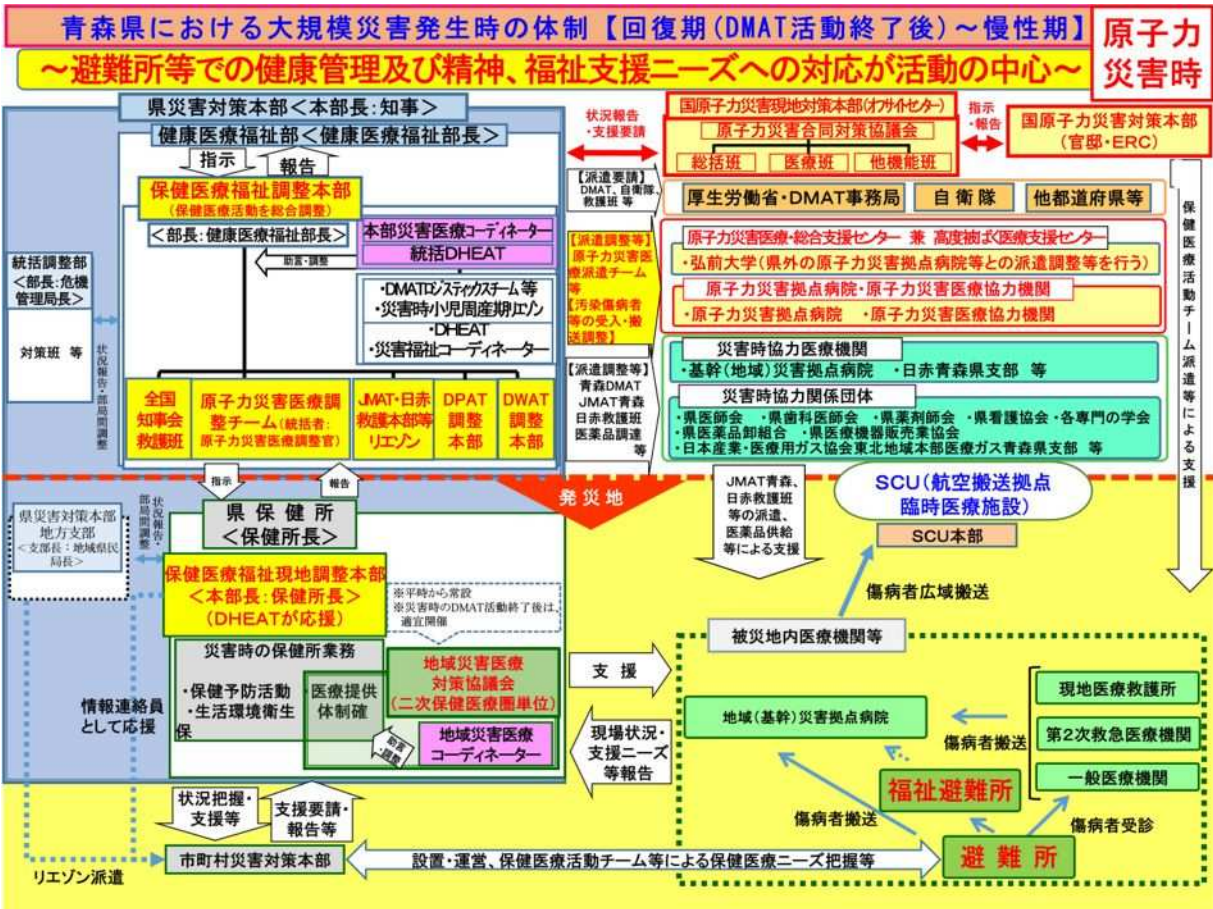 青森県における大規模災害発生時の体制【回復期(DMAT活動終了後)～慢性期】
～避難所等での健康管理及び精神、福祉支援ニーズへの対応が活動の中心～
原子力
災害時
県災害対策本部<本部長:知事>
健康医療福祉部<健康医療福祉部長>
指示
報告
保健医療福祉調整本部
(保健医療活動を総合調整)
<部長:健康医療福祉部長>
本部災害医療コーディネーター
統括DHEAT
助言・調整
・DMATロジスティックスチーム等
・災害時小児周産期リエゾン
・DHEAT
・災害福祉コーディネーター
統括調整部
<部長:危機
管理局長>
対策班 等
状況報告・部局間調整
全国
知事会
救護班
原子力災害医療調
整チーム(統括者:
原子力災害医療調整官)
JMAT・日赤
救護本部等
リエゾン
DPAT
調整
本部
DWAT
調整
本部
状況報告
・支援要請
国原子力災害現地対策本部(オフサイトセンター)
原子力災害合同対策協議会
総括班
医療班
他機能班
指示
・報告
国原子力災害対策本部
(官邸・ERC)
【派遣要請】
DMAT、自衛隊、
救護班 等
厚生労働省・DMAT事務局
自衛隊
他都道府県等
【派遣調整等】
原子力災害医
療派遣チーム
等
【汚染傷病者
等の受入・搬
送調整】
原子力災害医療・総合支援センター 兼 高度被ばく医療支援センター
・弘前大学(県外の原子力災害拠点病院等との派遣調整等を行う)
原子力災害拠点病院・原子力災害医療協力機関
・原子力災害拠点病院 ・原子力災害医療協力機関
【派遣調整等】
青森DMAT
JMAT青森
日赤救護班
医薬品調達
等
災害時協力医療機関
・基幹(地域)災害拠点病院 ・日赤青森県支部 等
災害時協力関係団体
・県医師会 ・県歯科医師会 ・県薬剤師会 ・県看護協会・各専門の学会
・県医薬品卸組合 ・県医療機器販売業協会
・日本産業・医療用ガス協会東北地域本部医療ガス青森県支部 等
保健医療活動チーム派遣等による支援
指示
報告
発災地
県災害対策本部
地方支部
<支部長:地域県民
局長>
状況報告・
部局間調整
県保健所
<保健所長>
保健医療福祉現地調整本部
<本部長:保健所長>
(DHEATが応援)
※平時から常設
※災害時のDMAT活動終了後は、
適宜開催
災害時の保健所業務
・保健予防活動
・生活環境衛生
保
・医療提供
体制確
地域災害医療
対策協議会
(二次保健医療圏単位)
地域災害医療
コーディネーター
助言・調整
情報連絡員
として応援
JMAT青森、
日赤救護班
等の派遣、
医薬品供給
等による支援
SCU(航空搬送拠点
臨時医療施設)
SCU本部
傷病者広域搬送
被災地内医療機関等
支 援
現場状況・
支援ニーズ
等報告
地域(基幹)災害拠点病院
傷病者搬送
現地医療救護所
第2次救急医療機関
一般医療機関
福祉避難所
傷病者搬送
傷病者受診
避難所
状況把握・
支援等
支援要請・
報告等
市町村災害対策本部
設置・運営、保健医療活動チーム等による保健医療ニーズ把握等
リエゾン派遣